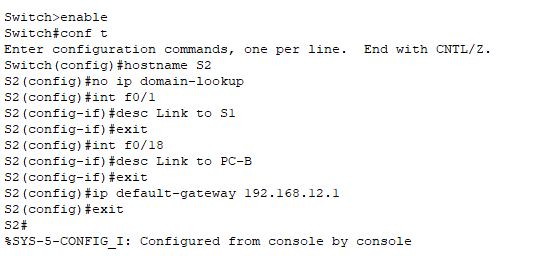 Switch>enable
Switch#conf t
Enter configuration commands, one per line.  End with CNTL/Z.
Switch(config)#hostname S2
S2(config)#no ip domain-lookup
S2(config)#int f0/1
S2(config-if)#desc Link to S1
S2(config-if)#exit
S2(config)#int f0/18
S2(config-if)#desc Link to PC-B
S2(config-if)#exit
S2(config)#ip default-gateway 192.168.12.1
S2(config)#exit
S2#
%SYS-5-CONFIG_I: Configured from console by console